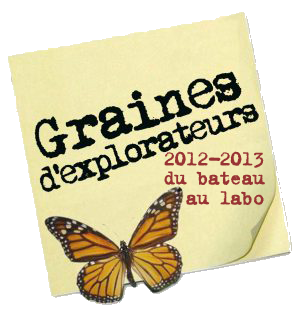 Graines
d'explorateurs
2012-2013
du bateau
au labo